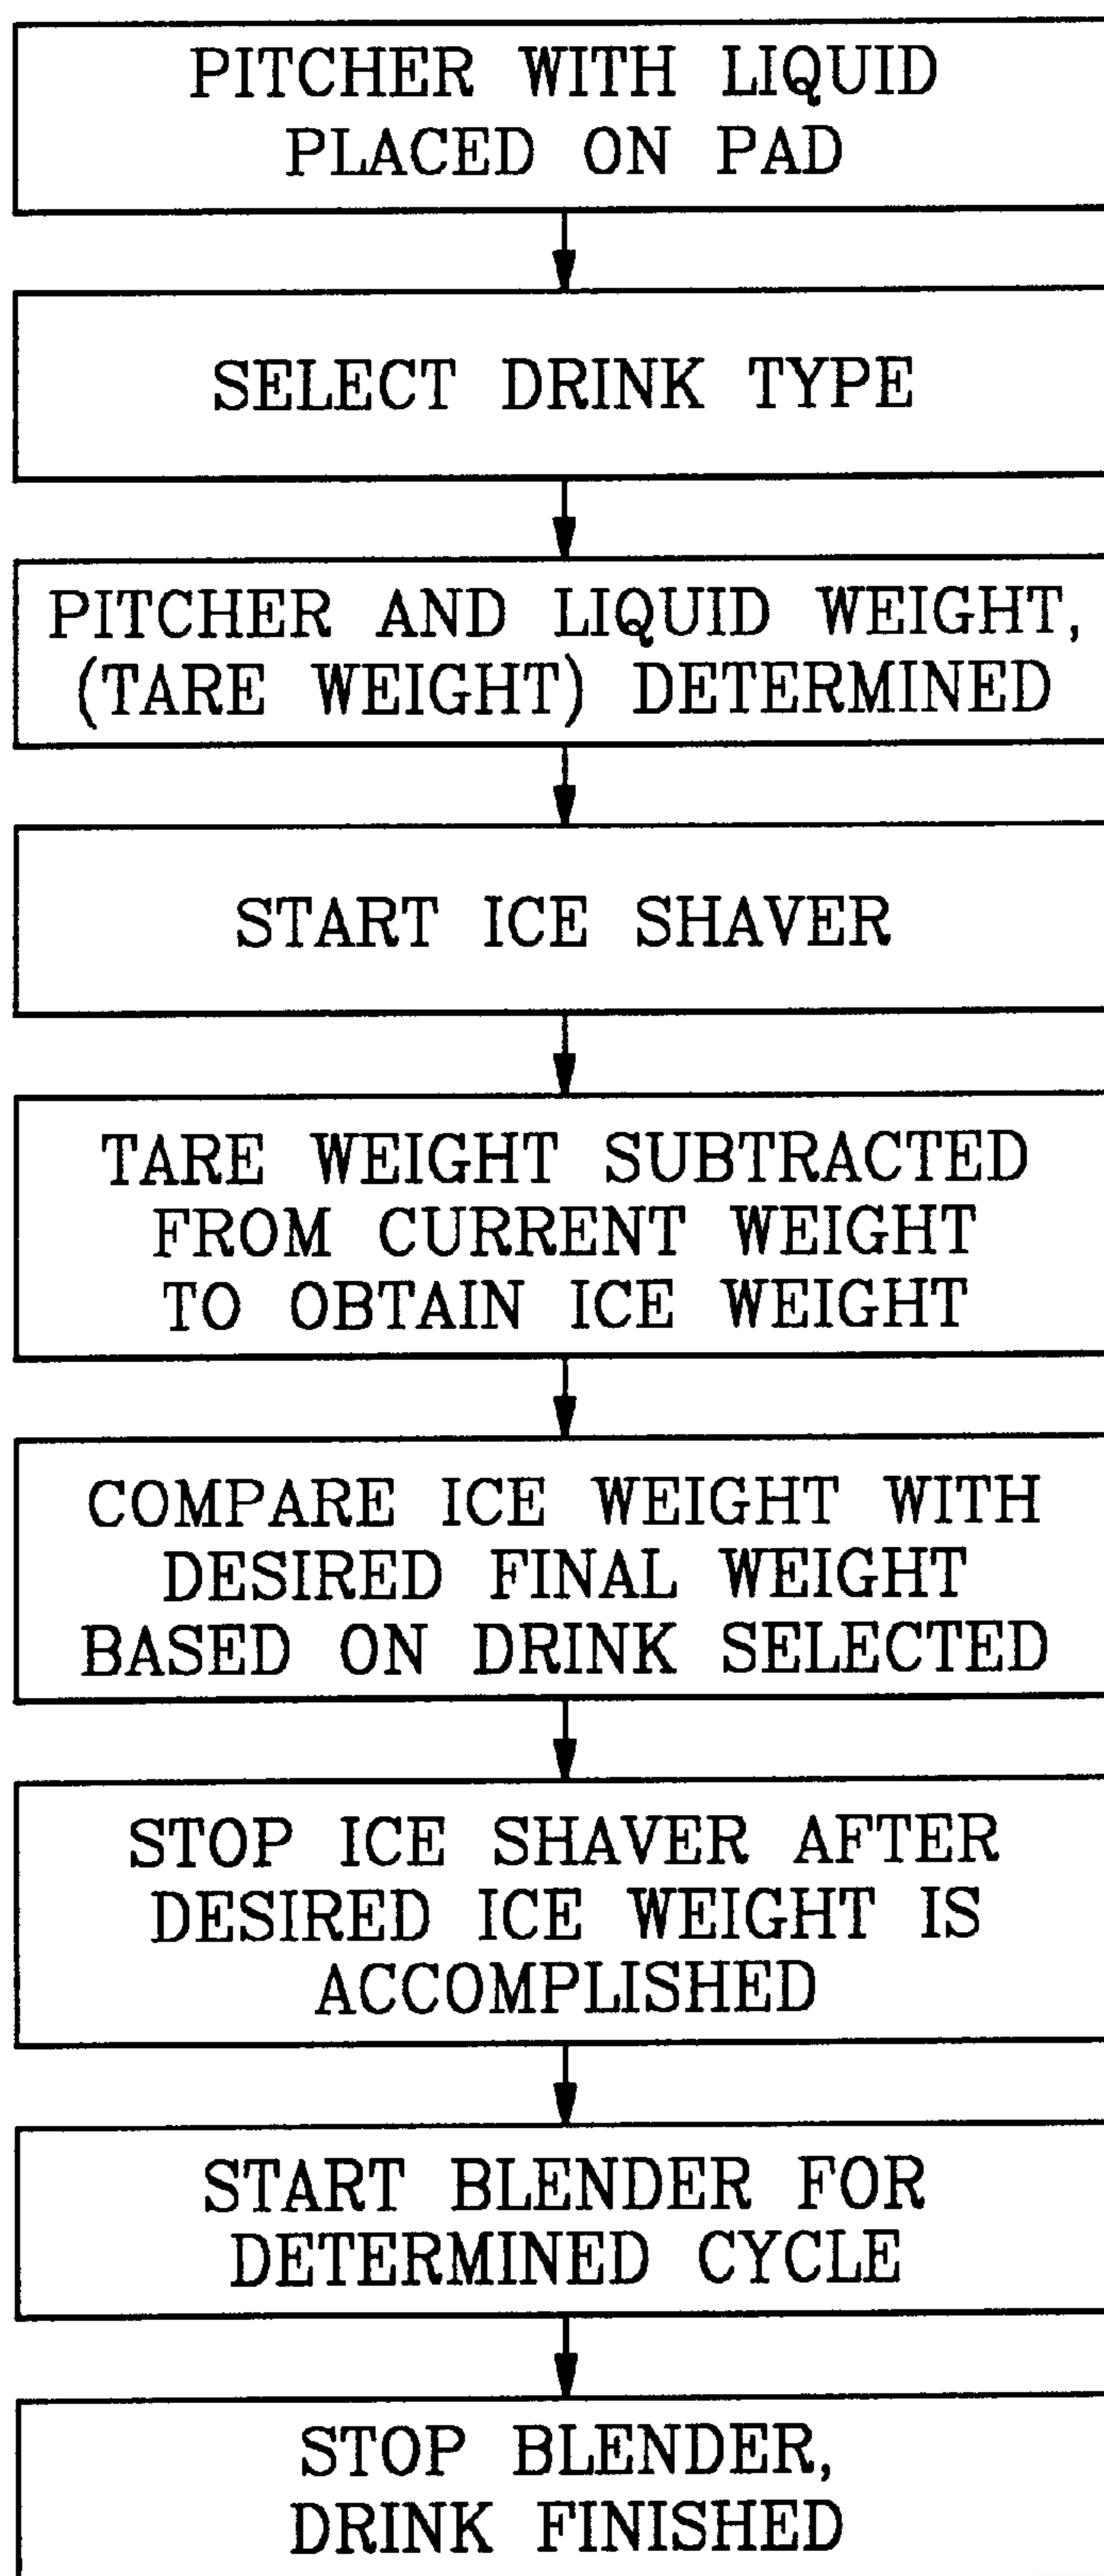 PITCHER WITH LIQUID
PLACED ON PAD
SELECT DRINK TYPE
PITCHER AND LIQUID WEIGHT,
(TARE WEIGHT) DETERMINED
START ICE SHAVER
TARE WEIGHT SUBTRACTED
FROM CURRENT WEIGHT
TO OBTAIN ICE WEIGHT
COMPARE ICE WEIGHT WITH
DESIRED FINAL WEIGHT
BASED ON DRINK SELECTED
STOP ICE SHAVER AFTER
DESIRED ICE WEIGHT IS
ACCOMPLISHED
START BLENDER FOR
DETERMINED CYCLE
STOP BLENDER,
DRINK FINISHED